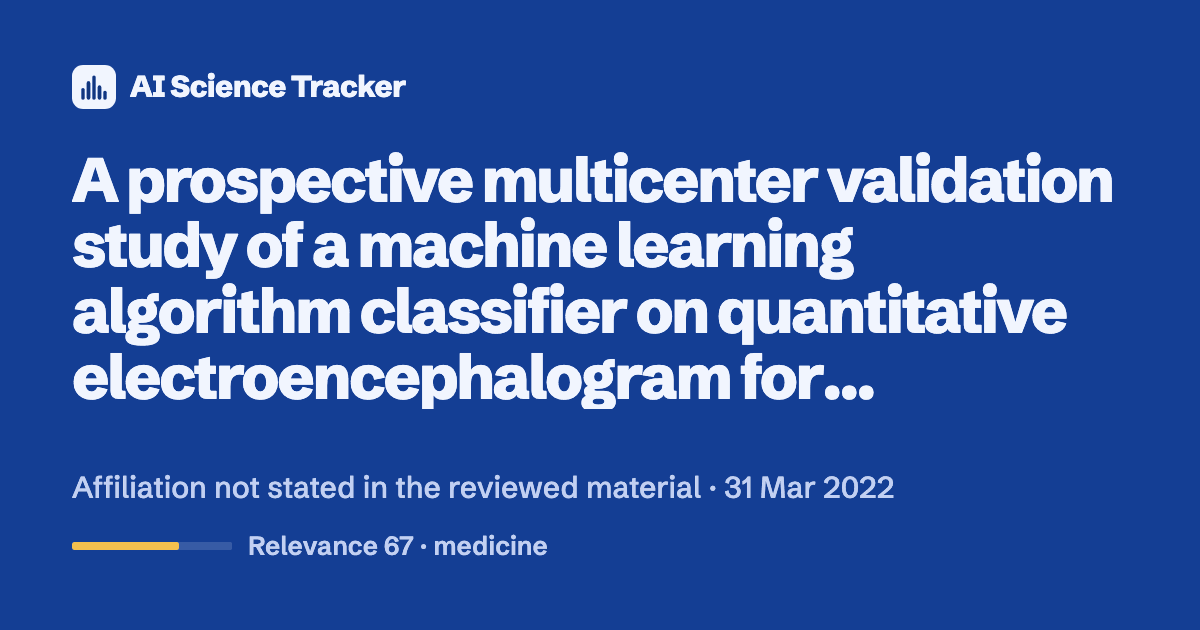 AI Science Tracker
A prospective multicenter validation
study of a machine learning
algorithm classifier on quantitative
electroencephalogram for...
Affiliation not stated in the reviewed material · 31 Mar 2022
Relevance 67 · medicine